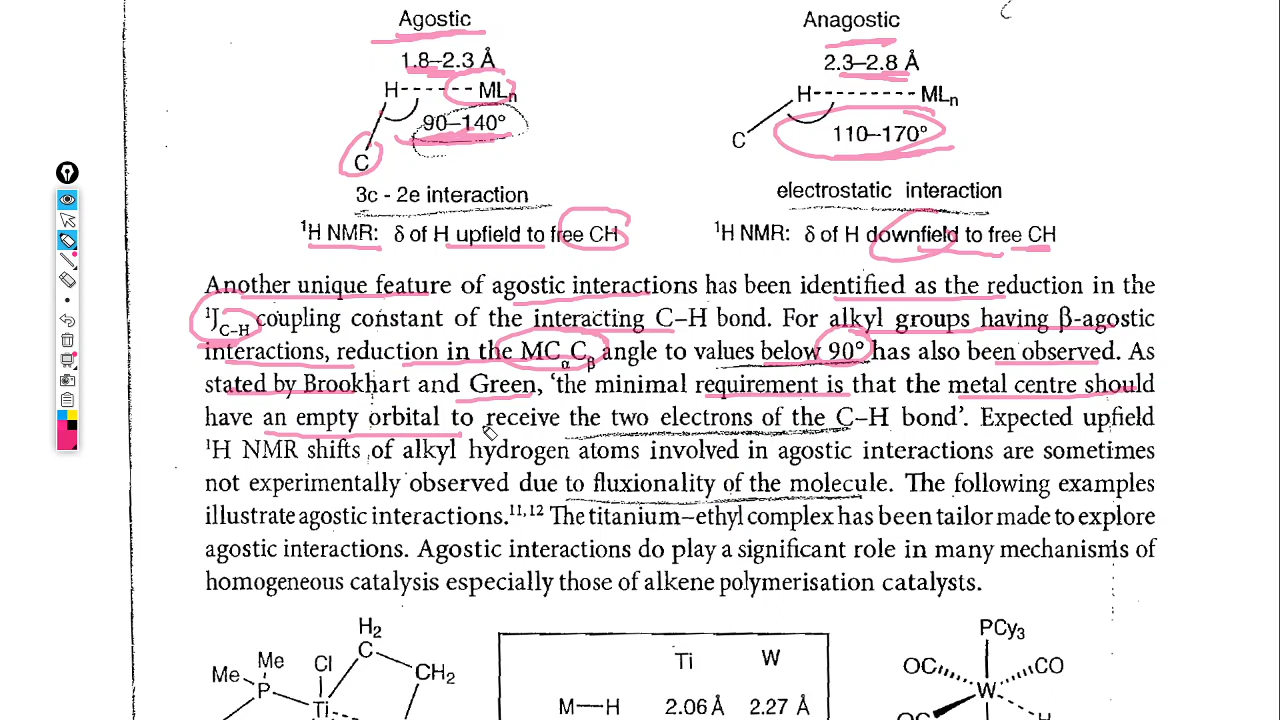 Agostic
Anagostic
1.8–2.3 Å
2.3–2.8 Å
H------MLₙ
H---------MLₙ
90–140°
110–170°
C
C
3c - 2e interaction
electrostatic interaction
¹H NMR: δ of H upfield to free CH
¹H NMR: δ of H downfield to free CH
Another unique feature of agostic interactions has been identified as the reduction in the
¹J_C–H coupling constant of the interacting C–H bond. For alkyl groups having β-agostic
interactions, reduction in the MCαCβ angle to values below 90° has also been observed. As
stated by Brookhart and Green, ‘the minimal requirement is that the metal centre should
have an empty orbital to receive the two electrons of the C–H bond’. Expected upfield
¹H NMR shifts of alkyl hydrogen atoms involved in agostic interactions are sometimes
not experimentally observed due to fluxionality of the molecule. The following examples
illustrate agostic interactions.¹¹,¹² The titanium–ethyl complex has been tailor made to explore
agostic interactions. Agostic interactions do play a significant role in many mechanisms of
homogeneous catalysis especially those of alkene polymerisation catalysts.
H₂
C
PCy₃
Me
Me
P
Cl
CH₂
Ti
Ti W
M—H 2.06 Å 2.27 Å
OC
CO
W
OC
H